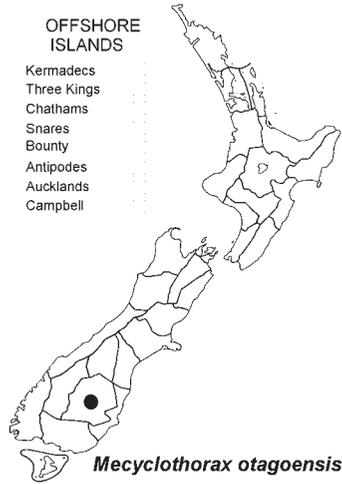 OFFSHORE
ISLANDS
Kermadecs
Three Kings
Chathams
Snares
Bounty
Antipodes
Aucklands
Campbell
Mecyclothorax otagoensis